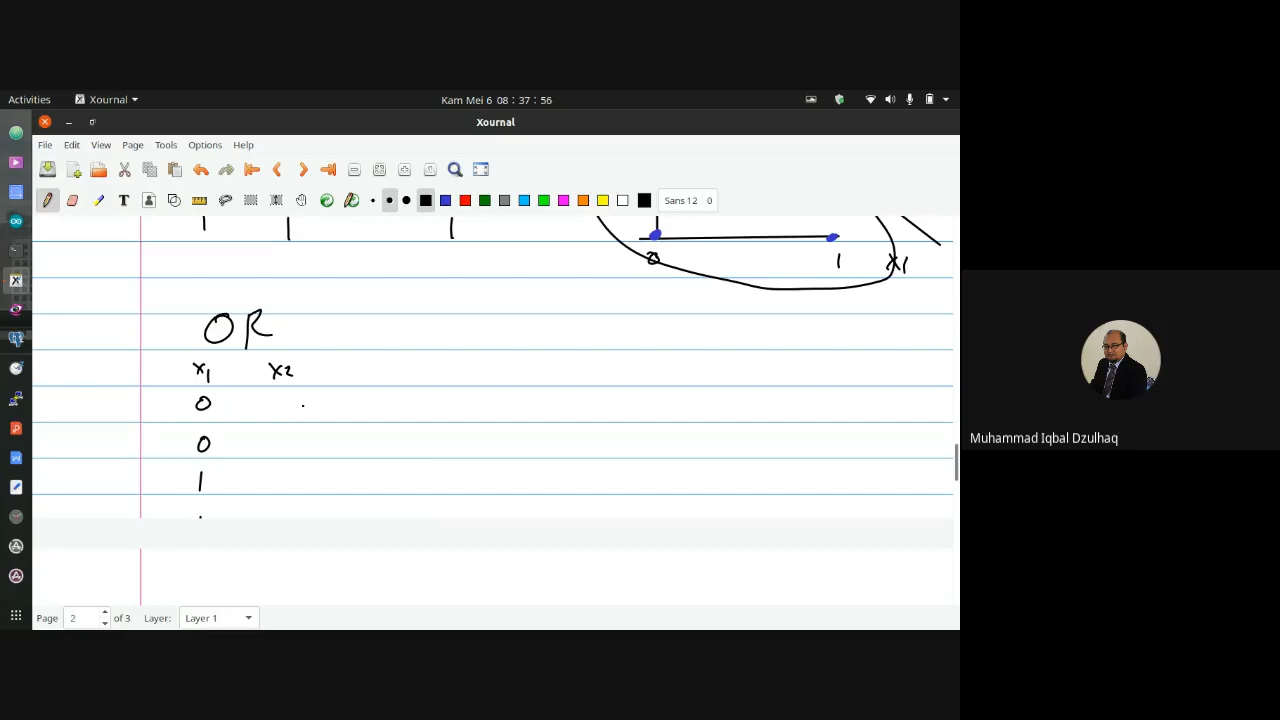 Activities Xournal Kam Mei 6 08:37:56
Xournal
File Edit View Page Tools Options Help
T Sans 12 0
1 | 1
0 1 x1
OR
x1 x2
0
0
1
Page 2 of 3 Layer: Layer 1
Muhammad Iqbal Dzulhaq